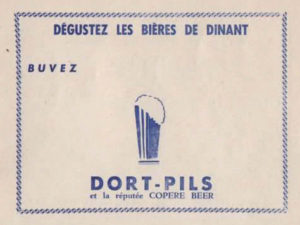 DÉGUSTEZ LES BIÈRES DE DINANT
BUVEZ
DORT-PILS
et la réputée COPERE BEER